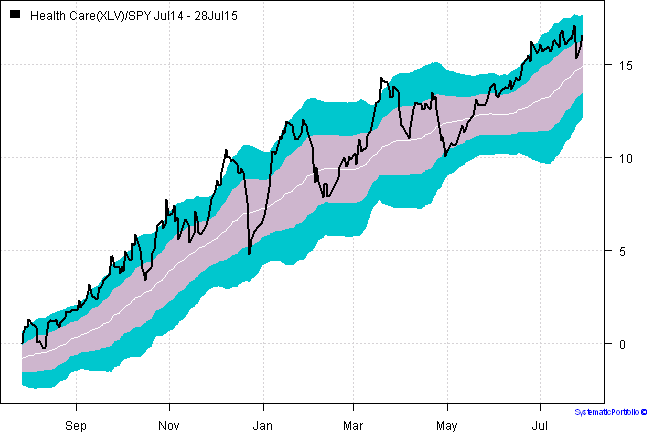 Health Care(XLV)/SPY Jul14 - 28Jul15
15
10
5
0
Sep Nov Jan Mar May Jul
SystematicPortfolio ©